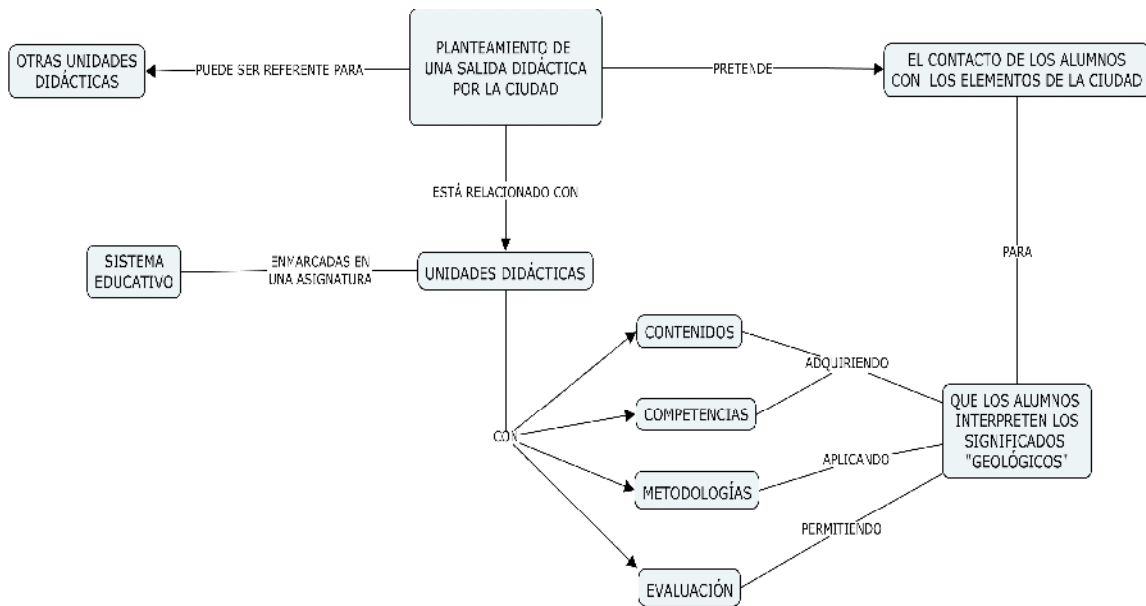 PLANTEAMIENTO DE
UNA SALIDA DIDÁCTICA
POR LA CIUDAD
OTRAS UNIDADES
DIDÁCTICAS
PUEDE SER REFERENTE PARA
PRETENDE
EL CONTACTO DE LOS ALUMNOS
CON LOS ELEMENTOS DE LA CIUDAD
ESTÁ RELACIONADO CON
PARA
SISTEMA
EDUCATIVO
ENMARCADAS EN
UNA ASIGNATURA
UNIDADES DIDÁCTICAS
CONTENIDOS
ADQUIRIENDO
COMPETENCIAS
QUE LOS ALUMNOS
INTERPRETEN LOS
SIGNIFICADOS
"GEOLÓGICOS"
CON
APLICANDO
METODOLOGÍAS
PERMITIENDO
EVALUACIÓN